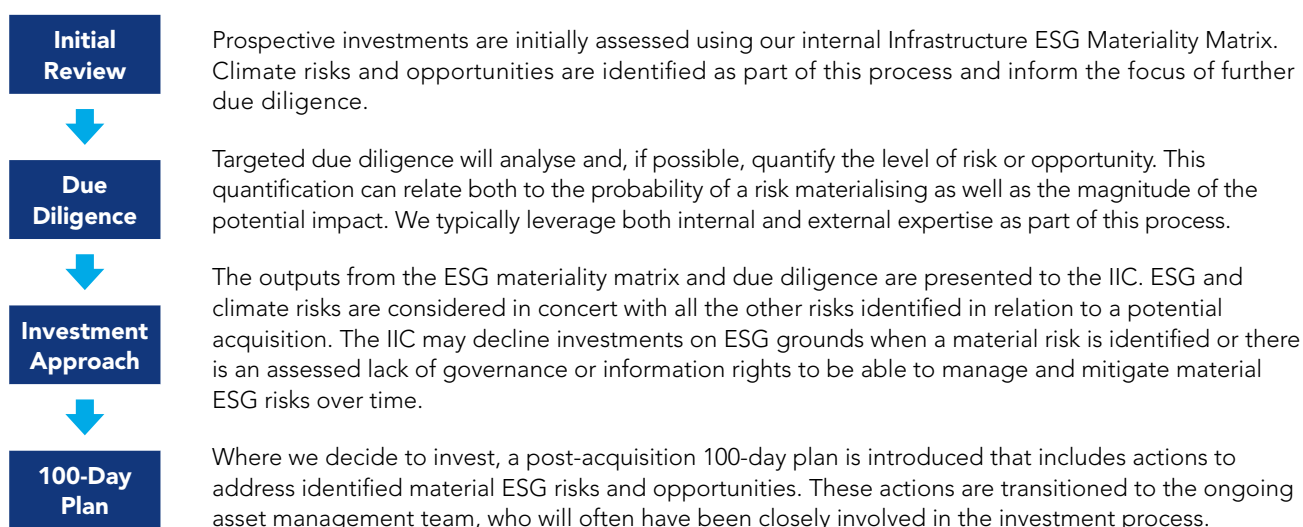 Initial
Review
Prospective investments are initially assessed using our internal Infrastructure ESG Materiality Matrix.
Climate risks and opportunities are identified as part of this process and inform the focus of further
due diligence.
Due
Diligence
Targeted due diligence will analyse and, if possible, quantify the level of risk or opportunity. This
quantification can relate both to the probability of a risk materialising as well as the magnitude of the
potential impact. We typically leverage both internal and external expertise as part of this process.
Investment
Approach
The outputs from the ESG materiality matrix and due diligence are presented to the IIC. ESG and
climate risks are considered in concert with all the other risks identified in relation to a potential
acquisition. The IIC may decline investments on ESG grounds when a material risk is identified or there
is an assessed lack of governance or information rights to be able to manage and mitigate material
ESG risks over time.
100-Day
Plan
Where we decide to invest, a post-acquisition 100-day plan is introduced that includes actions to
address identified material ESG risks and opportunities. These actions are transitioned to the ongoing
asset management team, who will often have been closely involved in the investment process.